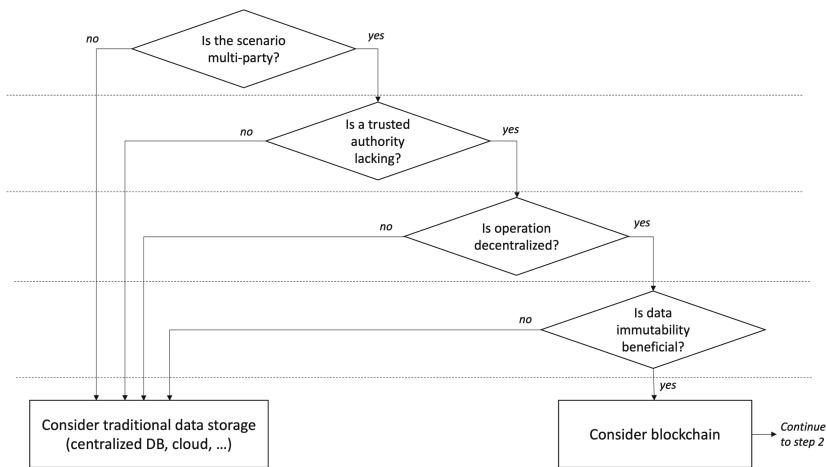 no
Is the scenario
multi-party?
yes
no
Is a trusted
authority
lacking?
yes
no
Is operation
decentralized?
yes
no
Is data
immutability
beneficial?
yes
Consider traditional data storage
(centralized DB, cloud, ...)
Consider blockchain
Continue
to step 2